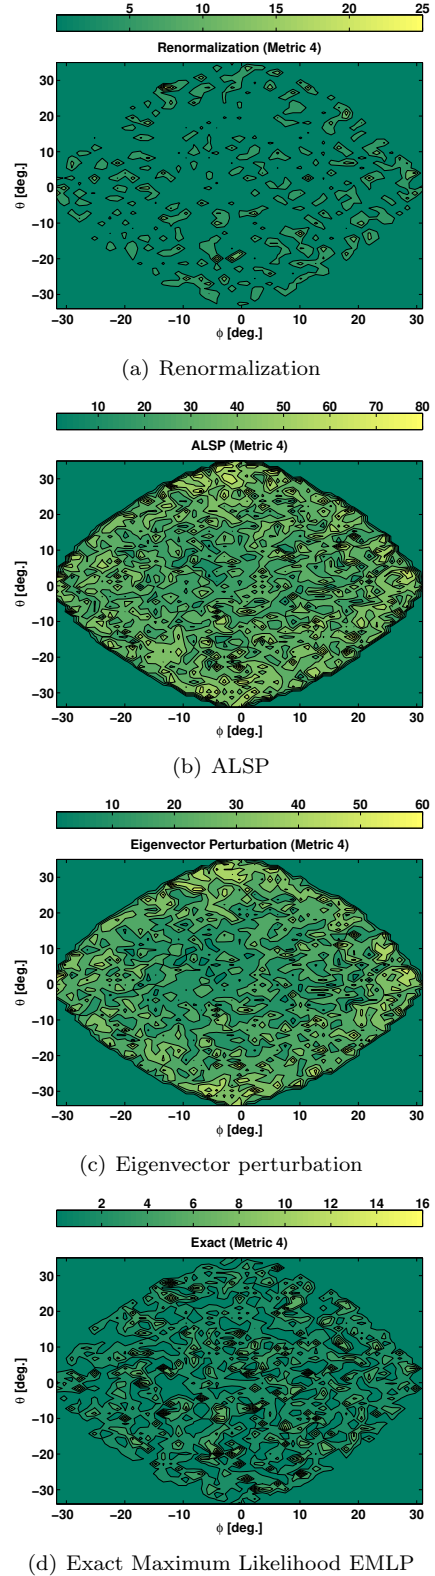 5 10 15 20 25
Renormalization (Metric 4)
30
20
10
0
−10
−20
−30
θ [deg.]
−30 −20 −10 0 10 20 30
ϕ [deg.]
(a) Renormalization
10 20 30 40 50 60 70 80
ALSP (Metric 4)
30
20
10
0
−10
−20
−30
θ [deg.]
−30 −20 −10 0 10 20 30
ϕ [deg.]
(b) ALSP
10 20 30 40 50 60
Eigenvector Perturbation (Metric 4)
30
20
10
0
−10
−20
−30
θ [deg.]
−30 −20 −10 0 10 20 30
ϕ [deg.]
(c) Eigenvector perturbation
2 4 6 8 10 12 14 16
Exact (Metric 4)
30
20
10
0
−10
−20
−30
θ [deg.]
−30 −20 −10 0 10 20 30
ϕ [deg.]
(d) Exact Maximum Likelihood EMLP